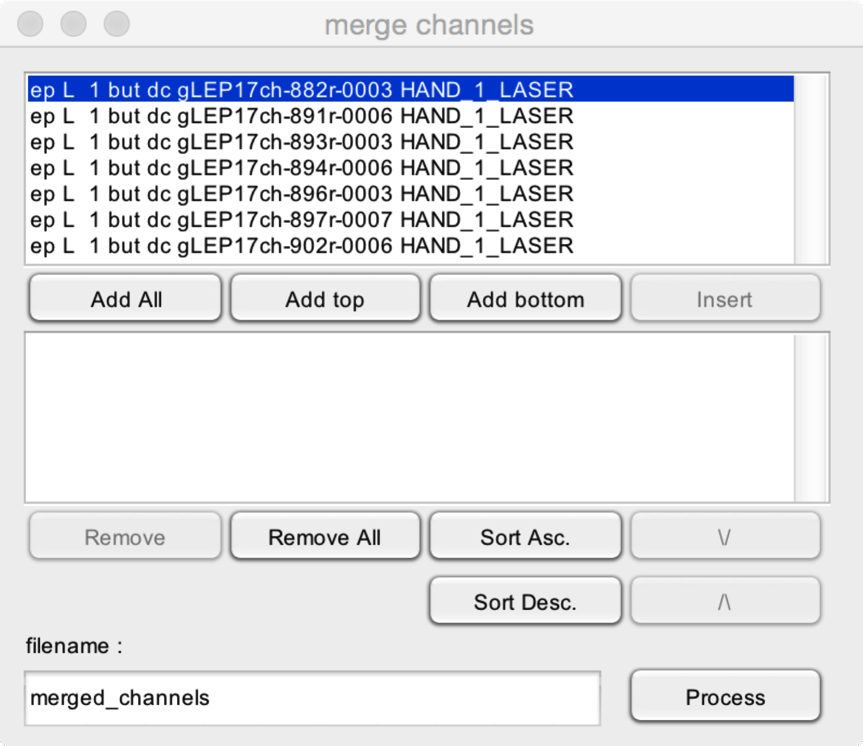 merge channels
ep L  1 but dc gLEP17ch-882r-0003 HAND_1_LASER
ep L  1 but dc gLEP17ch-891r-0006 HAND_1_LASER
ep L  1 but dc gLEP17ch-893r-0003 HAND_1_LASER
ep L  1 but dc gLEP17ch-894r-0006 HAND_1_LASER
ep L  1 but dc gLEP17ch-896r-0003 HAND_1_LASER
ep L  1 but dc gLEP17ch-897r-0007 HAND_1_LASER
ep L  1 but dc gLEP17ch-902r-0006 HAND_1_LASER
Add All Add top Add bottom Insert
Remove Remove All Sort Asc. \/
Sort Desc. /\
filename :
merged_channels Process